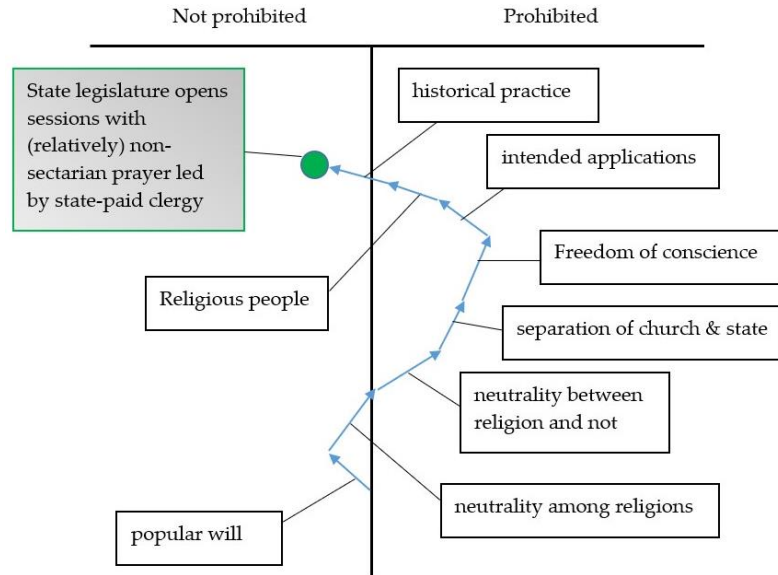 Not prohibited
Prohibited
State legislature opens
sessions with
(relatively) non-
sectarian prayer led
by state-paid clergy
historical practice
intended applications
Freedom of conscience
Religious people
separation of church & state
neutrality between
religion and not
neutrality among religions
popular will